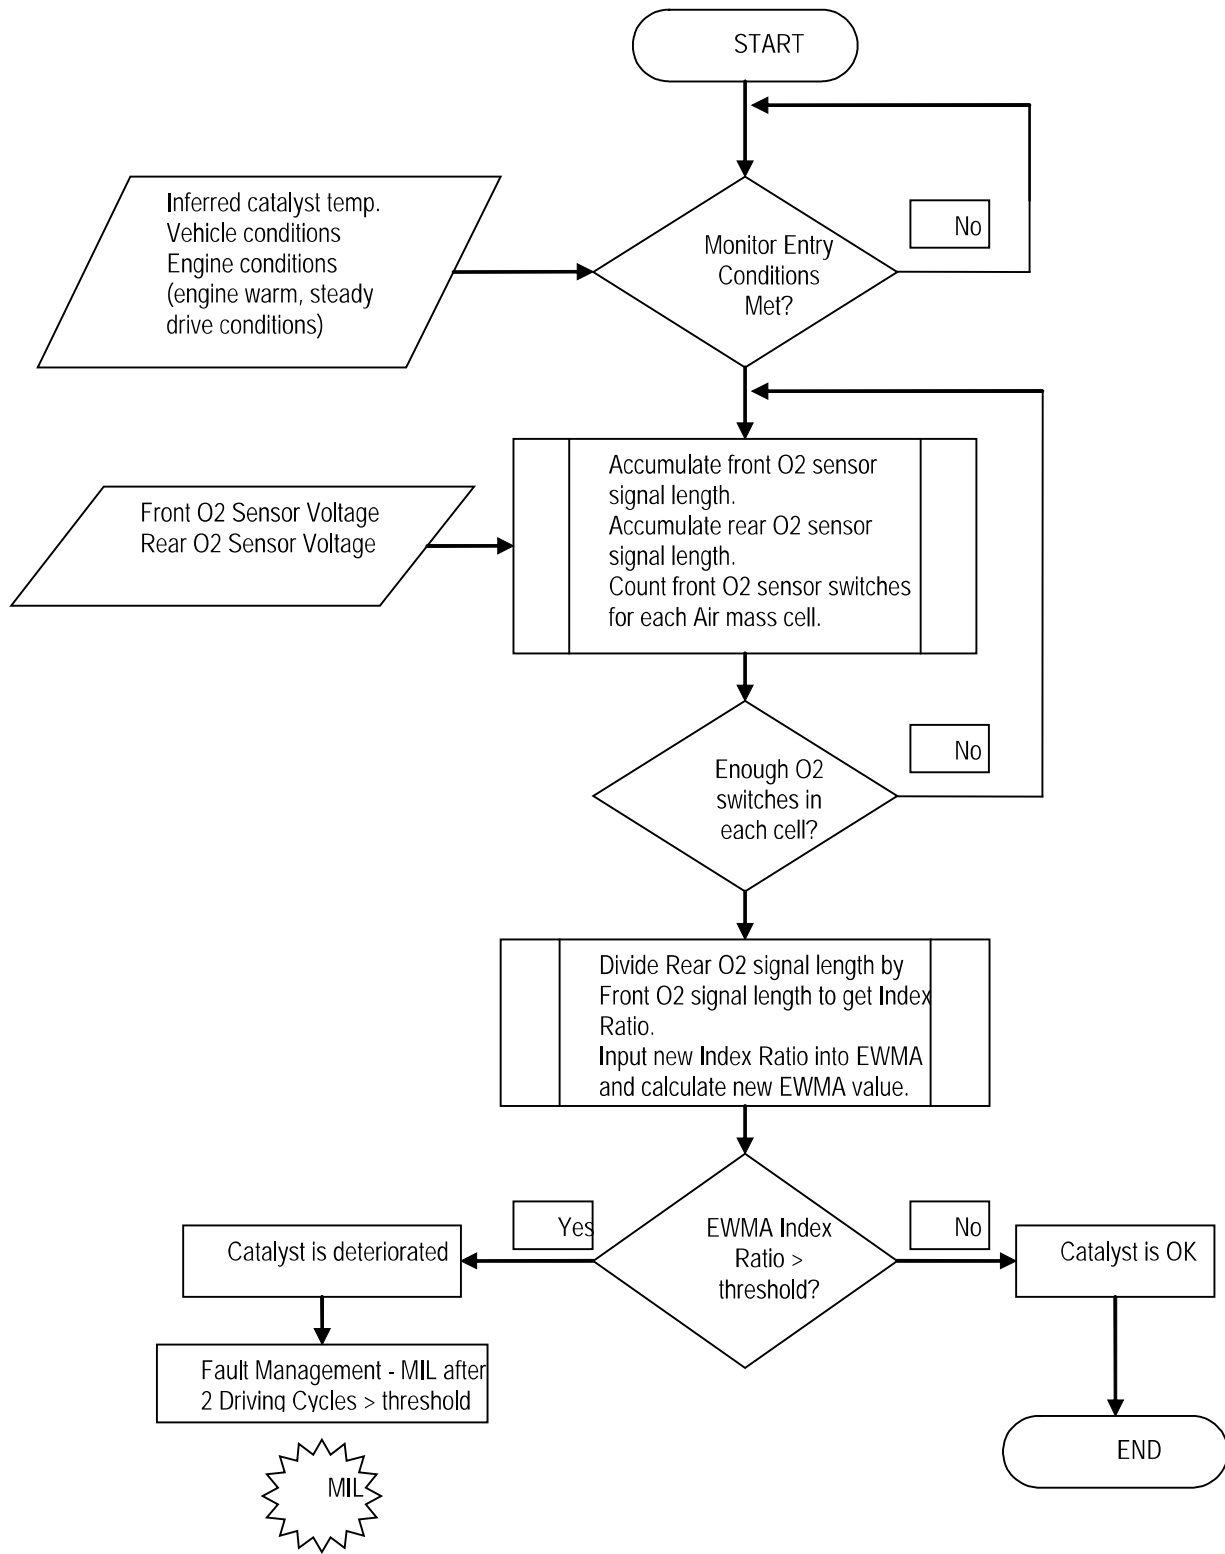 START
Inferred catalyst temp.
Vehicle conditions
Engine conditions
(engine warm, steady
drive conditions)
Monitor Entry
Conditions
Met?
No
Front O2 Sensor Voltage
Rear O2 Sensor Voltage
Accumulate front O2 sensor
signal length.
Accumulate rear O2 sensor
signal length.
Count front O2 sensor switches
for each Air mass cell.
Enough O2
switches in
each cell?
No
Divide Rear O2 signal length by
Front O2 signal length to get Index
Ratio.
Input new Index Ratio into EWMA
and calculate new EWMA value.
EWMA Index
Ratio >
threshold?
Yes
No
Catalyst is deteriorated
Catalyst is OK
Fault Management - MIL after
2 Driving Cycles > threshold
MIL
END